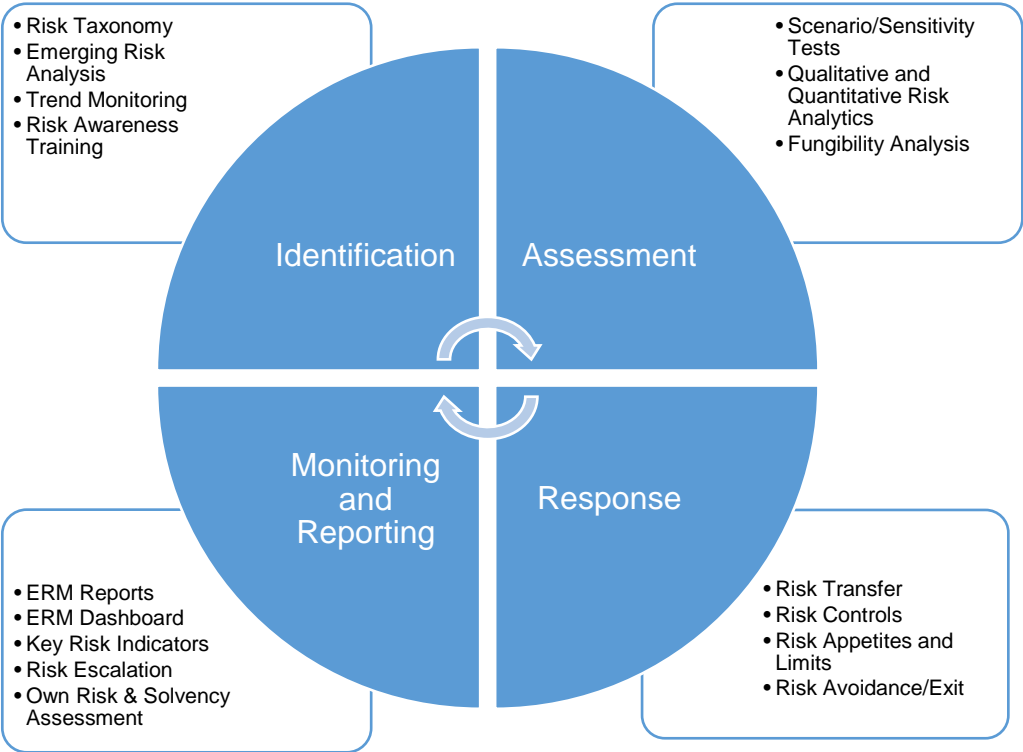 • Risk Taxonomy
• Emerging Risk
Analysis
• Trend Monitoring
• Risk Awareness
Training
• Scenario/Sensitivity
Tests
• Qualitative and
Quantitative Risk
Analytics
• Fungibility Analysis
Identification
Assessment
Monitoring
and
Reporting
Response
• ERM Reports
• ERM Dashboard
• Key Risk Indicators
• Risk Escalation
• Own Risk & Solvency
Assessment
• Risk Transfer
• Risk Controls
• Risk Appetites and
Limits
• Risk Avoidance/Exit